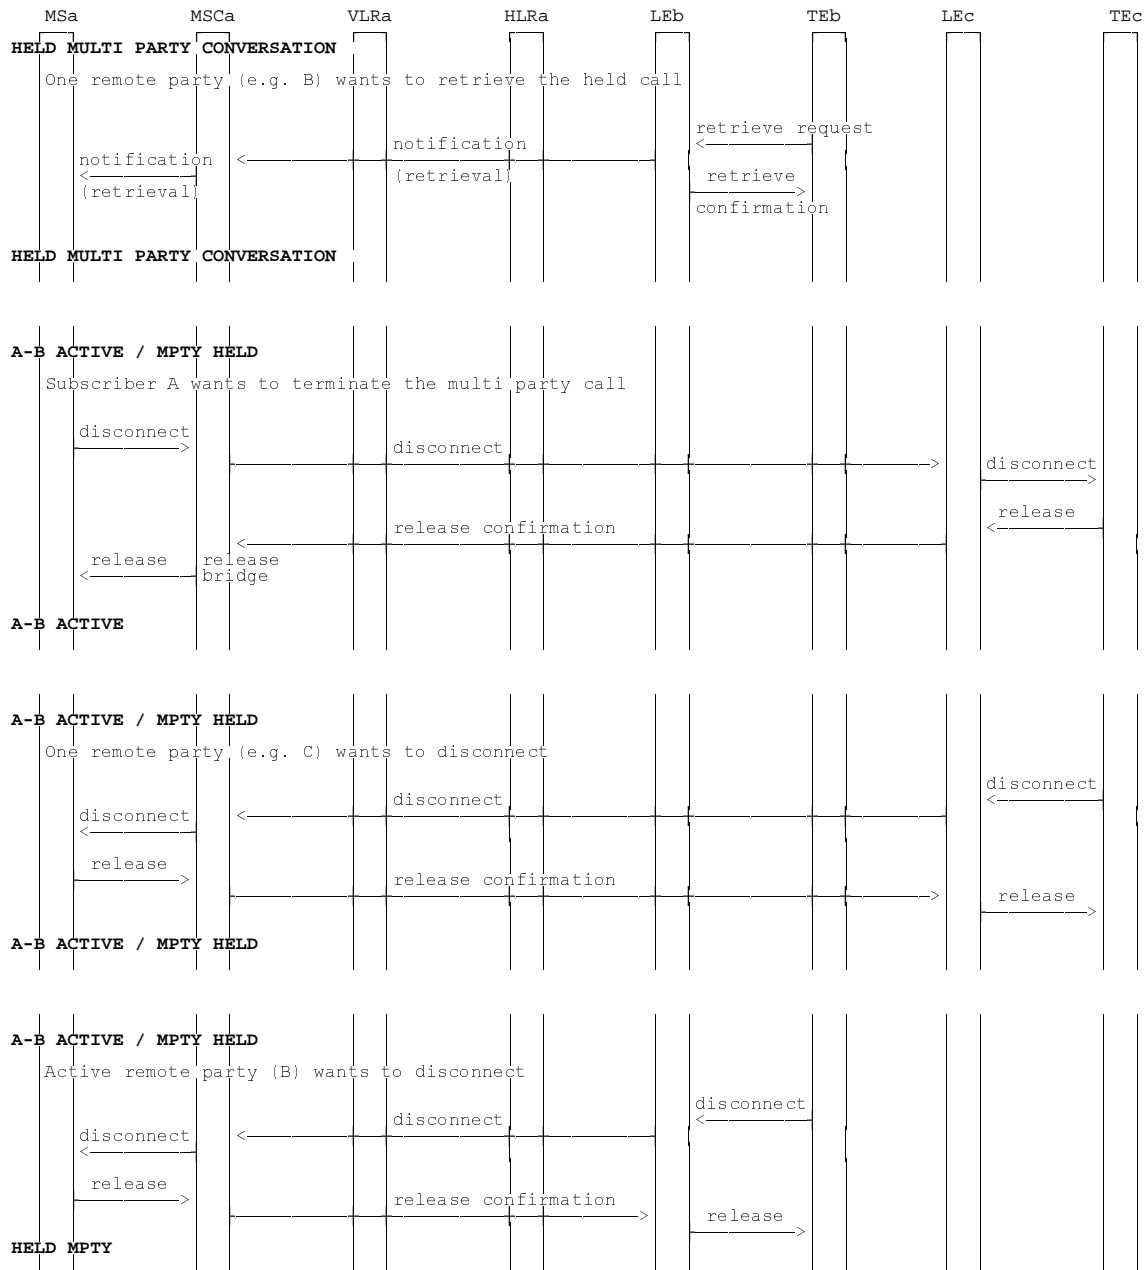 MSa MSCa VLRa HLRa LEb TEb LEc TEc
HELD MULTI PARTY CONVERSATION
One remote party (e.g. B) wants to retrieve the held call
retrieve request
notification
notification
(retrieval)
(retrieval)
retrieve
confirmation
HELD MULTI PARTY CONVERSATION
A-B ACTIVE / MPTY HELD
Subscriber A wants to terminate the multi party call
disconnect
disconnect
disconnect
release
release confirmation
release
release
bridge
A-B ACTIVE
A-B ACTIVE / MPTY HELD
One remote party (e.g. C) wants to disconnect
disconnect
disconnect
disconnect
release
release confirmation
release
A-B ACTIVE / MPTY HELD
A-B ACTIVE / MPTY HELD
Active remote party (B) wants to disconnect
disconnect
disconnect
disconnect
release
release confirmation
release
HELD MPTY